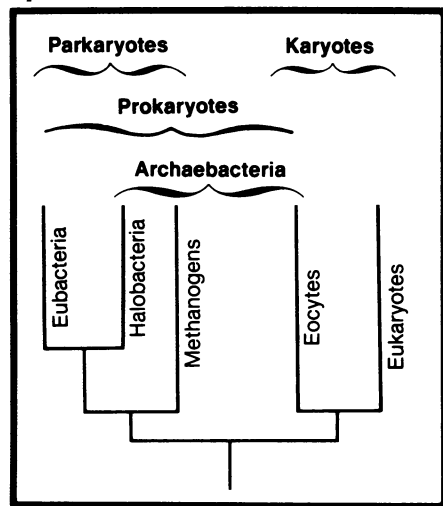 Parkaryotes Karyotes
Prokaryotes
Archaebacteria
Eubacteria
Halobacteria
Methanogens
Eocytes
Eukaryotes